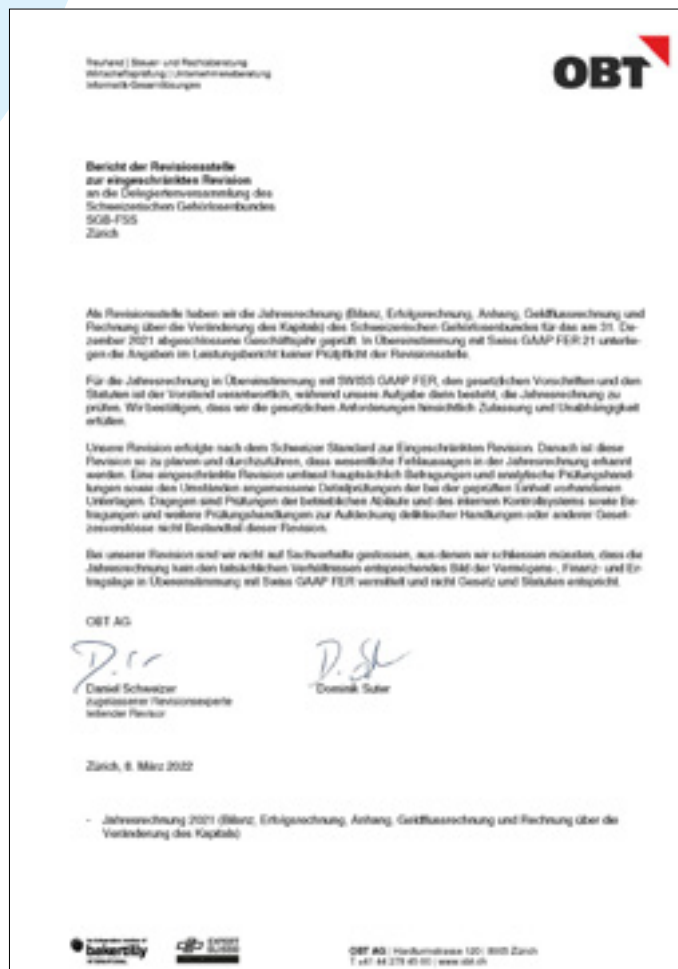 Treuhand | Steuer- und Rechtsberatung
Wirtschaftsprüfung | Unternehmensberatung
Informatik-Gesamtlösungen
OBT
Bericht der Revisionsstelle
zur eingeschränkten Revision
an die Delegiertenversammlung des
Schweizerischen Gehörlosenbundes
SGB-FSS
Zürich
Als Revisionsstelle haben wir die Jahresrechnung (Bilanz, Erfolgsrechnung, Anhang, Geldflussrechnung und
Rechnung über die Veränderung des Kapitals) des Schweizerischen Gehörlosenbundes für das am 31. De-
zember 2021 abgeschlossene Geschäftsjahr geprüft. In Übereinstimmung mit Swiss GAAP FER 21 unterlie-
gen die Angaben im Leistungsbericht keiner Prüfpflicht der Revisionsstelle.
Für die Jahresrechnung in Übereinstimmung mit SWISS GAAP FER, den gesetzlichen Vorschriften und den
Statuten ist der Vorstand verantwortlich, während unsere Aufgabe darin besteht, die Jahresrechnung zu
prüfen. Wir bestätigen, dass wir die gesetzlichen Anforderungen hinsichtlich Zulassung und Unabhängigkeit
erfüllen.
Unsere Revision erfolgte nach dem Schweizer Standard zur Eingeschränkten Revision. Danach ist diese
Revision so zu planen und durchzuführen, dass wesentliche Fehlaussagen in der Jahresrechnung erkannt
werden. Eine eingeschränkte Revision umfasst hauptsächlich Befragungen und analytische Prüfungshand-
lungen sowie den Umständen angemessene Detailprüfungen der bei der geprüften Einheit vorhandenen
Unterlagen. Dagegen sind Prüfungen der betrieblichen Abläufe und des internen Kontrollsystems sowie Be-
fragungen und weitere Prüfungshandlungen zur Aufdeckung deliktischer Handlungen oder anderer Geset-
zesverstösse nicht Bestandteil dieser Revision.
Bei unserer Revision sind wir nicht auf Sachverhalte gestossen, aus denen wir schliessen müssten, dass die
Jahresrechnung kein den tatsächlichen Verhältnissen entsprechendes Bild der Vermögens-, Finanz- und Er-
tragslage in Übereinstimmung mit Swiss GAAP FER vermittelt und nicht Gesetz und Statuten entspricht.
OBT AG
Daniel Schweizer
zugelassener Revisionsexperte
leitender Revisor
Dominik Suter
Zürich, 8. März 2022
- Jahresrechnung 2021 (Bilanz, Erfolgsrechnung, Anhang, Geldflussrechnung und Rechnung über die
Veränderung des Kapitals)
bakertilly
INTERNATIONAL
EXPERT
SUISSE
OBT AG | Hardturmstrasse 120 | 8005 Zürich
T +41 44 278 45 00 | www.obt.ch